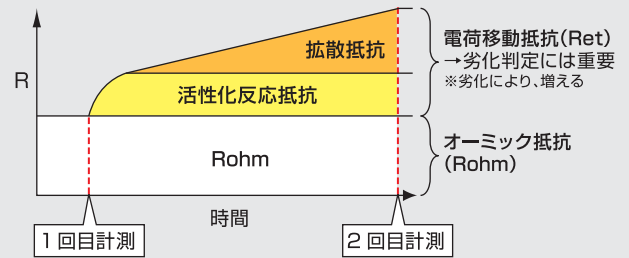 R
拡散抵抗
活性化反応抵抗
Rohm
電荷移動抵抗(Ret)
→劣化判定には重要
※劣化により、増える
オーミック抵抗
(Rohm)
時間
1回目計測
2回目計測